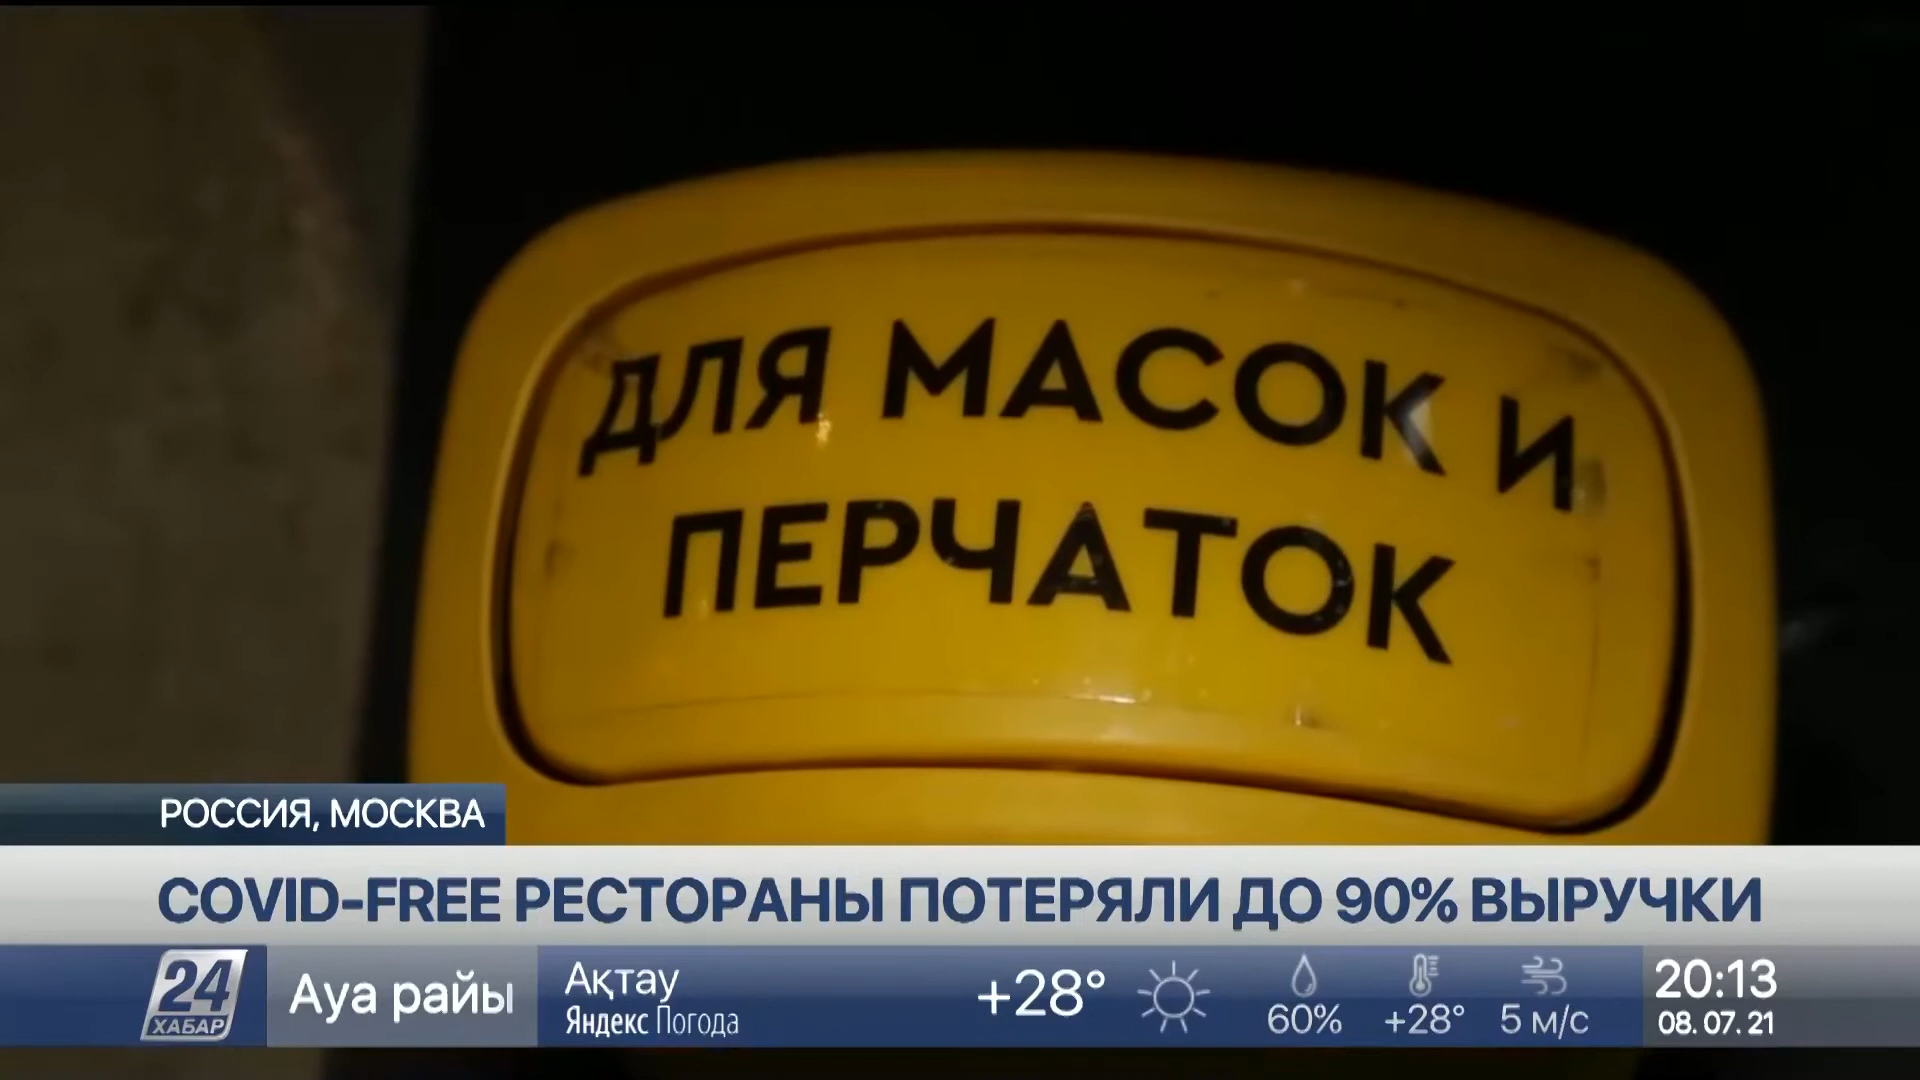 ДЛЯ МАСОК И
ПЕРЧАТОК
РОССИЯ, МОСКВА
COVID-FREE РЕСТОРАНЫ ПОТЕРЯЛИ ДО 90% ВЫРУЧКИ
24
ХАБАР
Ауа райы
Ақтау
Яндекс Погода
+28°
60%
+28°
5 м/с
20:13
08.07.21